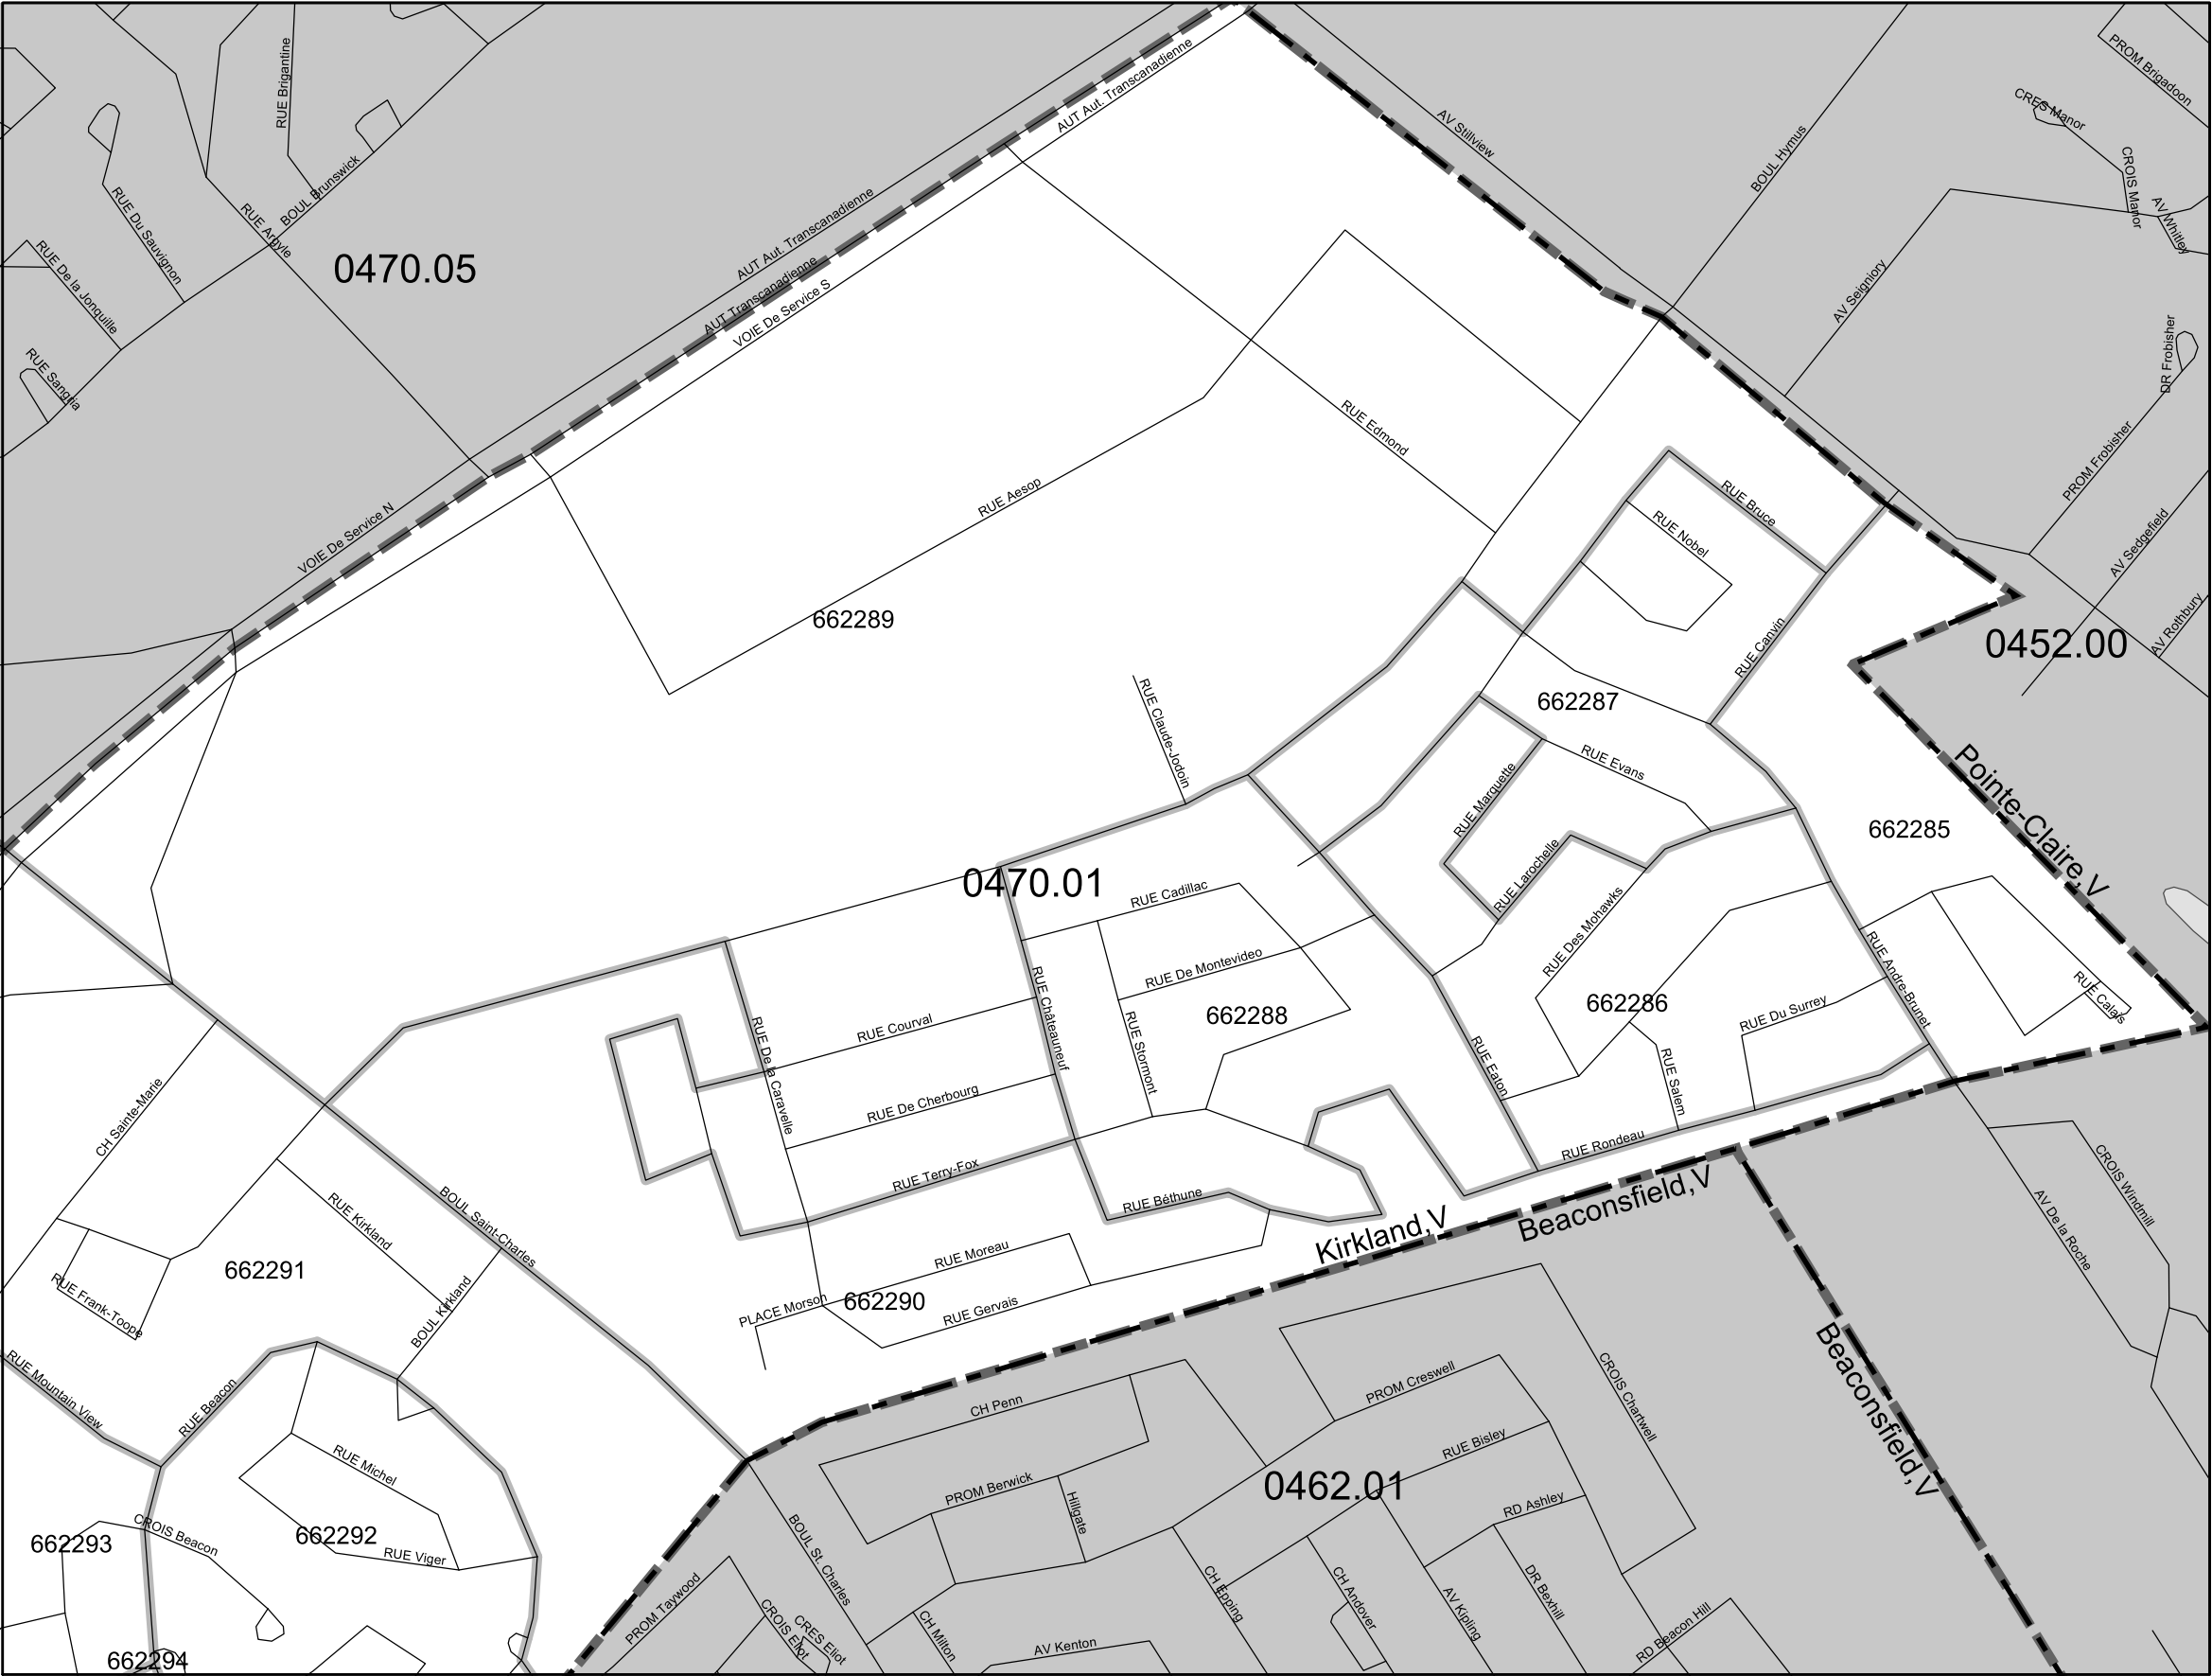 RUE Brigantine
AUT Aut. Transcanadienne
PROM Brigadoon
CRES Manor
AV Stillview
BOUL Hymus
CROIS Manor
AV Whitley
BOUL Brunswick
RUE Du Sauvignon
RUE Argyle
RUE De la Jonquille
0470.05
AUT Aut. Transcanadienne
AUT Transcanadienne
VOIE De Service S
AV Seigniory
DR Frobisher
RUE Sangria
RUE Edmond
PROM Frobisher
RUE Aesop
RUE Bruce
RUE Nobel
VOIE De Service N
AV Sedgefield
AV Rothbury
662289
RUE Canvin
0452.00
662287
RUE Claude-Jodoin
RUE Evans
RUE Marquette
Pointe-Claire,V
662285
RUE Larochelle
0470.01
RUE Cadillac
RUE Des Mohawks
RUE De Montevideo
RUE Andre-Brunet
RUE Calais
662286
RUE Du Surrey
662288
RUE Courval
RUE Châteauneuf
RUE Stormont
RUE De la Caravelle
RUE Eaton
RUE Salem
RUE De Cherbourg
CH Sainte-Marie
RUE Rondeau
RUE Terry-Fox
RUE Béthune
Beaconsfield,V
Kirkland,V
CROIS Windmill
AV De la Roche
BOUL Saint-Charles
RUE Kirkland
RUE Moreau
662291
RUE Frank-Toope
BOUL Kirkland
PLACE Morson
662290
RUE Gervais
Beaconsfield,V
RUE Mountain View
RUE Beacon
CH Penn
PROM Creswell
CROIS Chartwell
RUE Michel
RUE Bisley
PROM Berwick
0462.01
Hillgate
RD Ashley
662293
CROIS Beacon
662292
RUE Viger
BOUL St. Charles
PROM Taywood
CROIS Eliot
CRES Eliot
CH Milton
AV Kenton
CH Epping
CH Andover
AV Kipling
DR Bexhill
RD Beacon Hill
662294